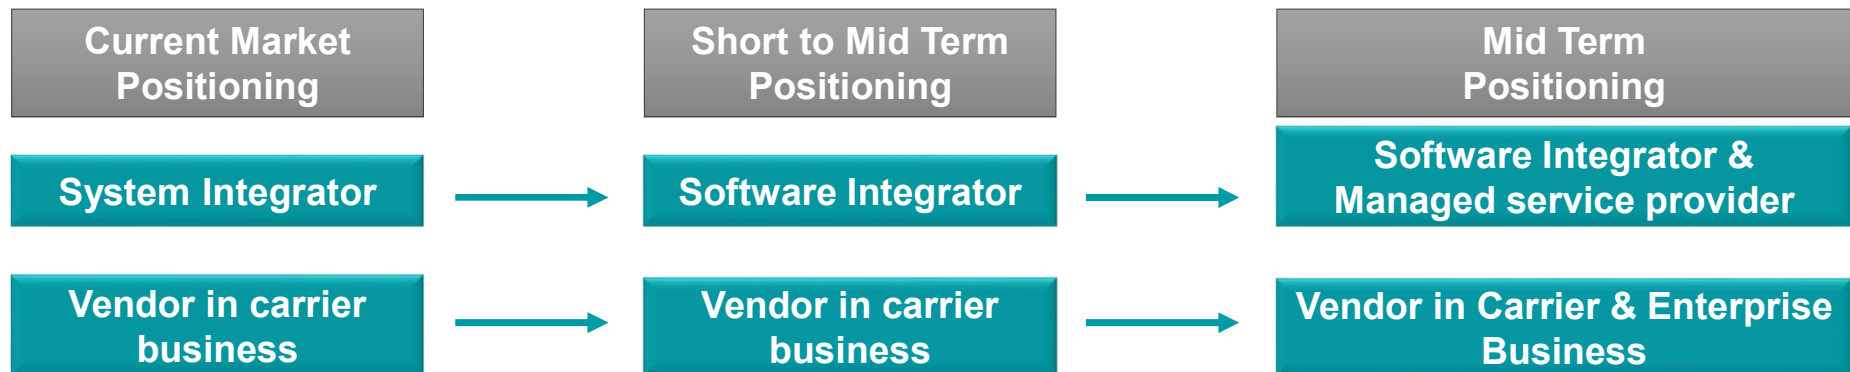 Current Market
Positioning
Short to Mid Term
Positioning
Mid Term
Positioning
System Integrator
Software Integrator
Software Integrator &
Managed service provider
Vendor in carrier
business
Vendor in carrier
business
Vendor in Carrier & Enterprise
Business